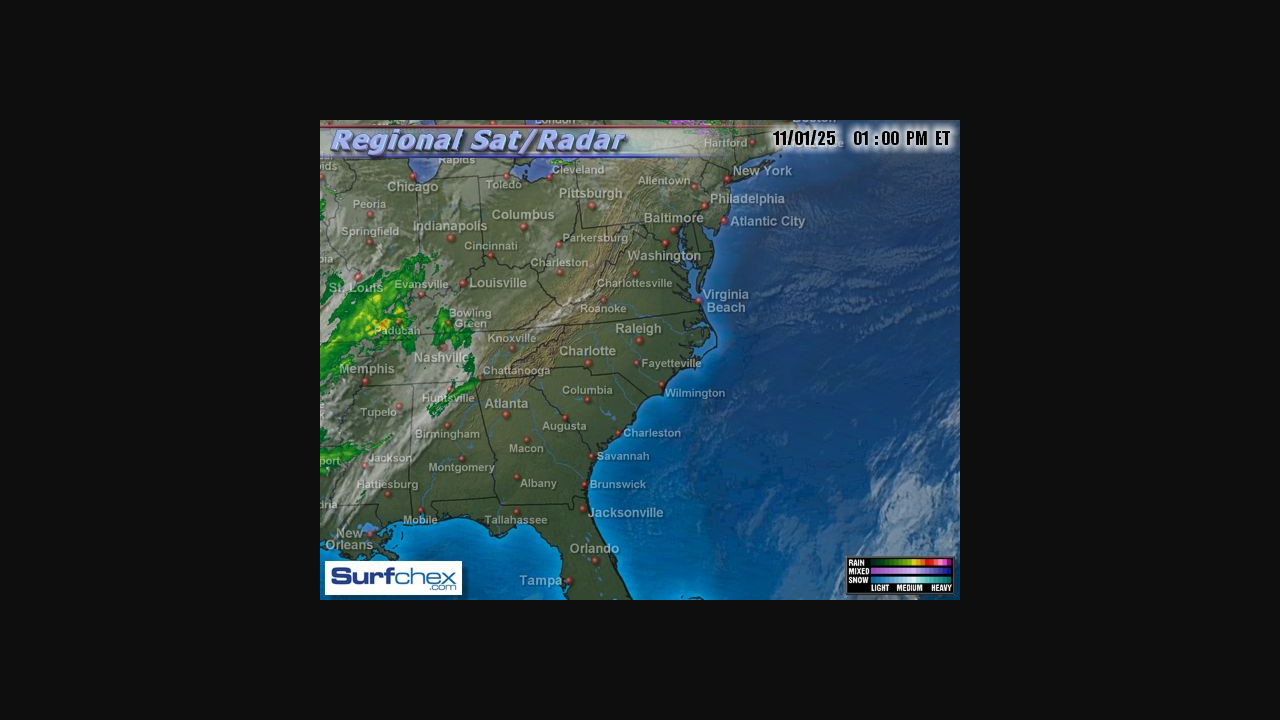 London
Boston
Regional Sat/Radar
11/01/25 01:00 PM ET
Hartford
Rapids
Cleveland
Chicago
Toledo
Allentown
New York
Pittsburgh
Philadelphia
Peoria
Columbus
Baltimore
Atlantic City
Springfield
Indianapolis
Parkersburg
Cincinnati
Washington
Charleston
St. Louis
Evansville
Louisville
Charlottesville
Virginia
Beach
Roanoke
Bowling
Green
Paducah
Raleigh
Knoxville
Nashville
Charlotte
Fayetteville
Memphis
Chattanooga
Huntsville
Columbia
Wilmington
Tupelo
Atlanta
Birmingham
Augusta
Charleston
Macon
Jackson
Savannah
Montgomery
Hattiesburg
Albany
Brunswick
Mobile
Tallahassee
Jacksonville
New
Orleans
Orlando
Tampa
Surfchex
.com
RAIN
MIXED
SNOW
LIGHT MEDIUM HEAVY